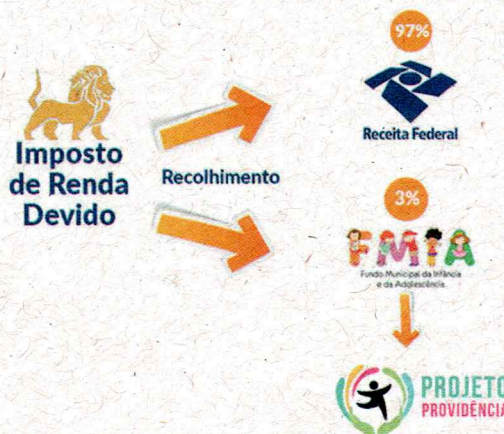 Imposto
de Renda
Devido
Recolhimento
97%
Receita Federal
3%
FMIA
Fundo Municipal da Infância
e da Adolescência
PROJETO
PROVIDÊNCIA